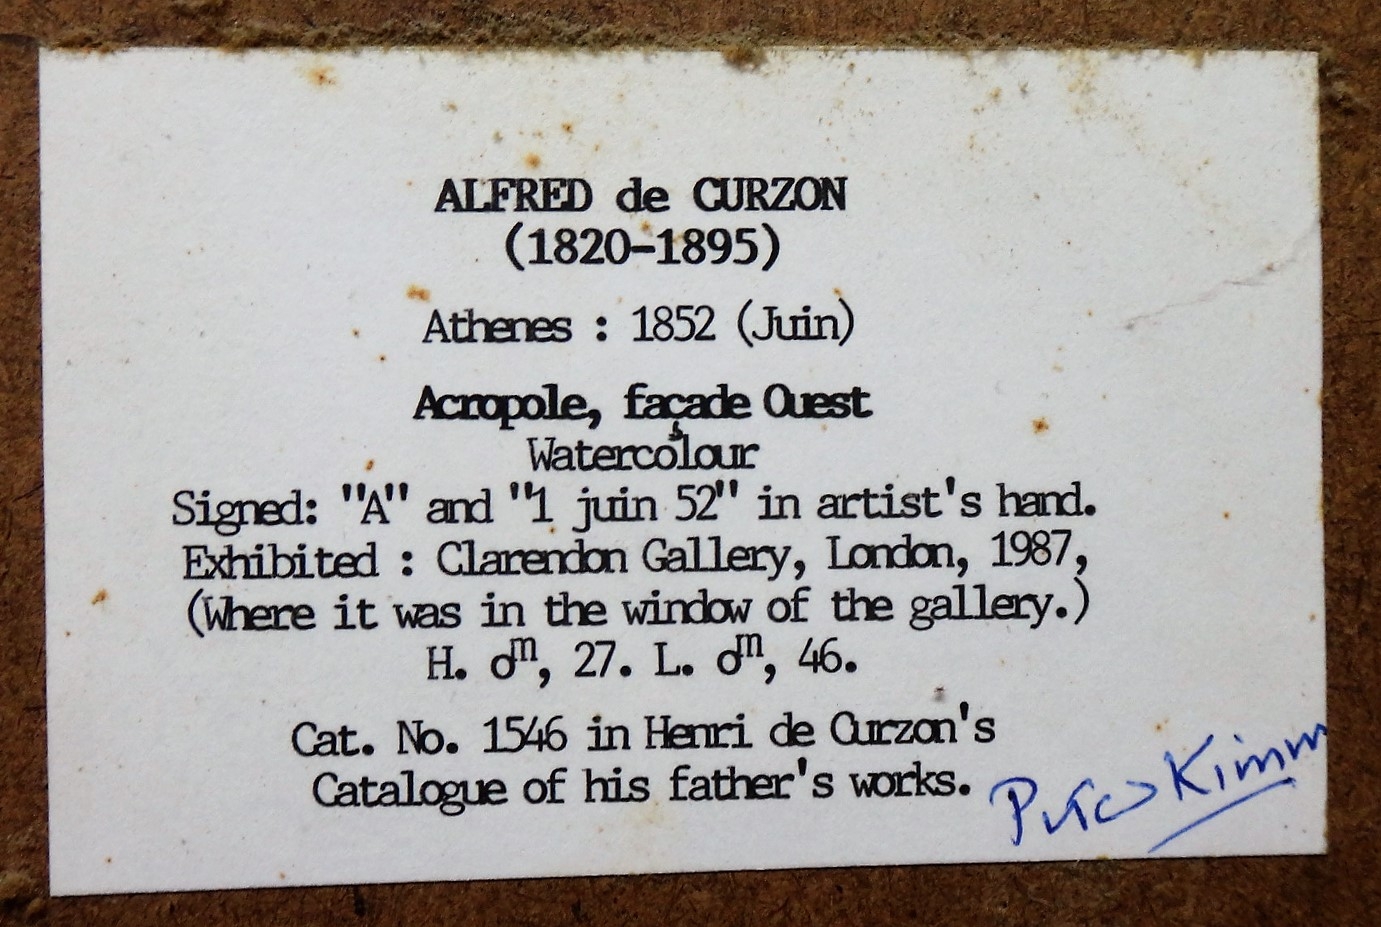 ALFRED de CURZON
(1820-1895)
Athenes : 1852 (Juin)
Acropole, façade Ouest
Watercolour
Signed: "A" and "1 juin 52" in artist's hand.
Exhibited : Clarendon Gallery, London, 1987,
(Where it was in the window of the gallery.)
H. oᵐ, 27. L. oᵐ, 46.
Cat. No. 1546 in Henri de Curzon's
Catalogue of his father's works.